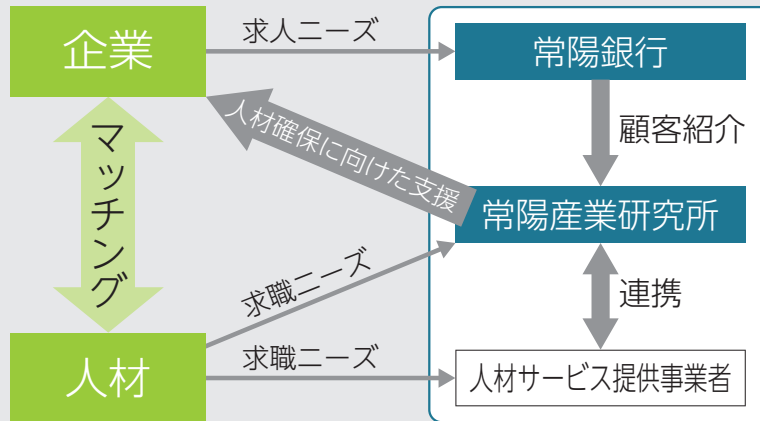 企業
求人ニーズ
常陽銀行
顧客紹介
人材確保に向けた支援
マッチング
常陽産業研究所
求職ニーズ
連携
人材
求職ニーズ
人材サービス提供事業者